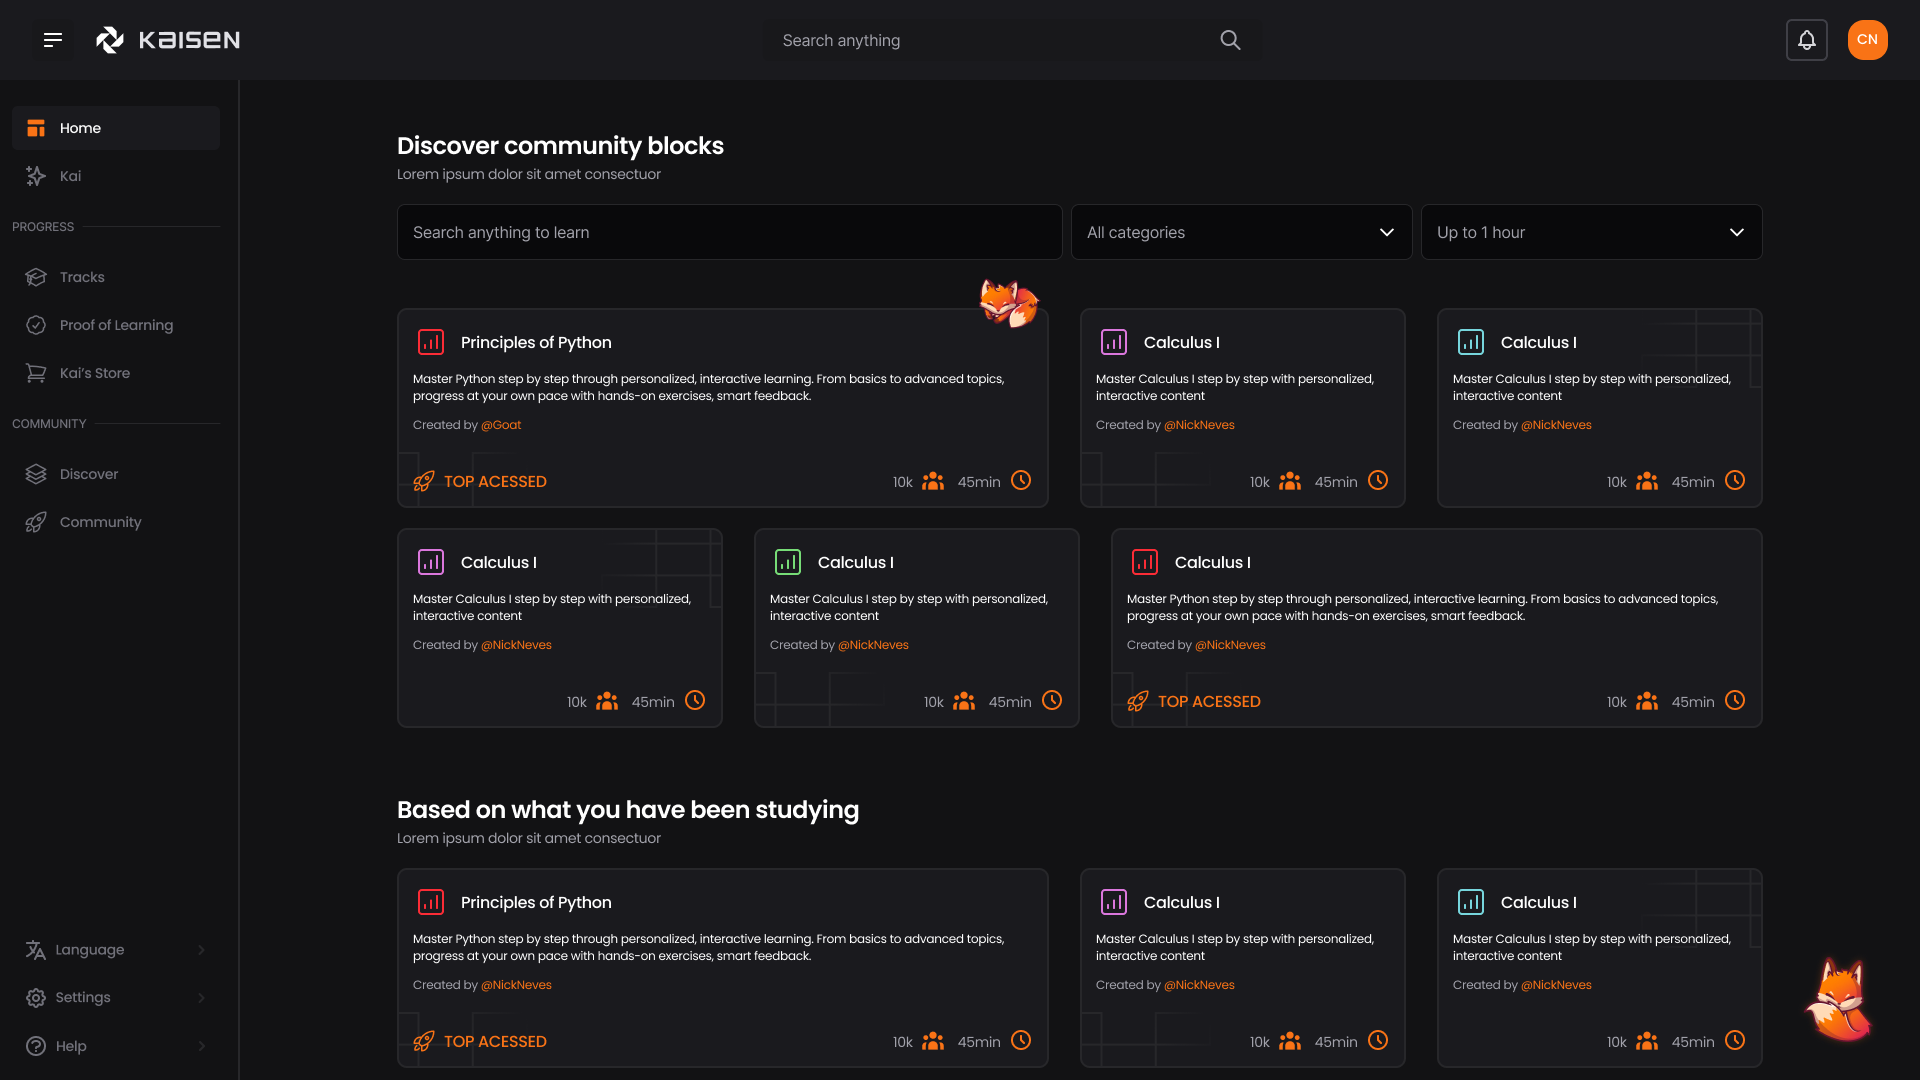 KAISEN
Search anything
CN
Home
Kai
PROGRESS
Tracks
Proof of Learning
Kai's Store
COMMUNITY
Discover
Community
Language
Settings
Help
Discover community blocks
Lorem ipsum dolor sit amet consectuor
Search anything to learn
All categories
Up to 1 hour
Principles of Python
Master Python step by step through personalized, interactive learning. From basics to advanced topics,
progress at your own pace with hands-on exercises, smart feedback.
Created by @Goat
TOP ACESSED
10k
45min
Calculus I
Master Calculus I step by step with personalized,
interactive content
Created by @NickNeves
10k
45min
Calculus I
Master Calculus I step by step with personalized,
interactive content
Created by @NickNeves
10k
45min
Calculus I
Master Calculus I step by step with personalized,
interactive content
Created by @NickNeves
10k
45min
Calculus I
Master Calculus I step by step with personalized,
interactive content
Created by @NickNeves
10k
45min
Calculus I
Master Python step by step through personalized, interactive learning. From basics to advanced topics,
progress at your own pace with hands-on exercises, smart feedback.
Created by @NickNeves
TOP ACESSED
10k
45min
Based on what you have been studying
Lorem ipsum dolor sit amet consectuor
Principles of Python
Master Python step by step through personalized, interactive learning. From basics to advanced topics,
progress at your own pace with hands-on exercises, smart feedback.
Created by @NickNeves
TOP ACESSED
10k
45min
Calculus I
Master Calculus I step by step with personalized,
interactive content
Created by @NickNeves
10k
45min
Calculus I
Master Calculus I step by step with personalized,
interactive content
Created by @NickNeves
10k
45min